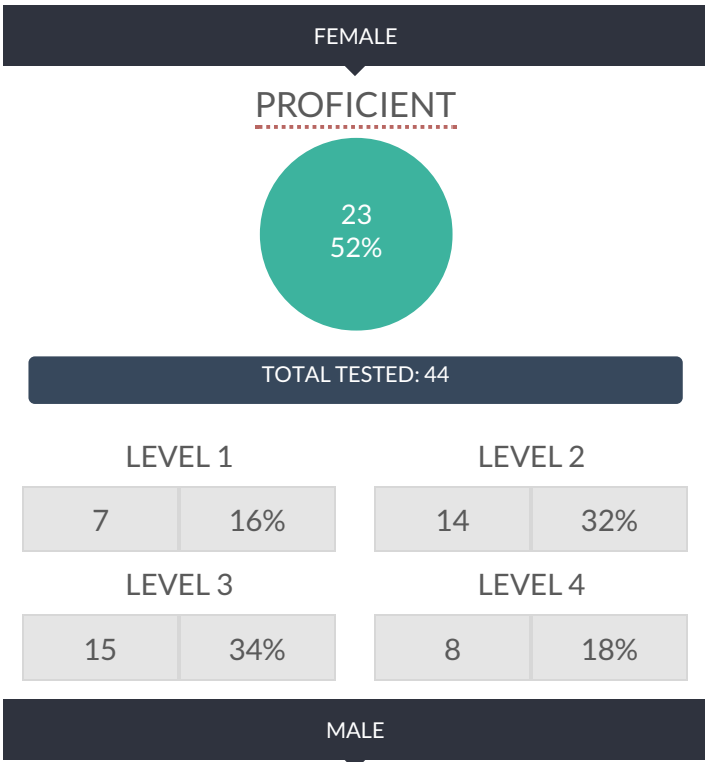 FEMALE
PROFICIENT
23
52%
TOTAL TESTED: 44
LEVEL 1
7 16%
LEVEL 2
14 32%
LEVEL 3
15 34%
LEVEL 4
8 18%
MALE